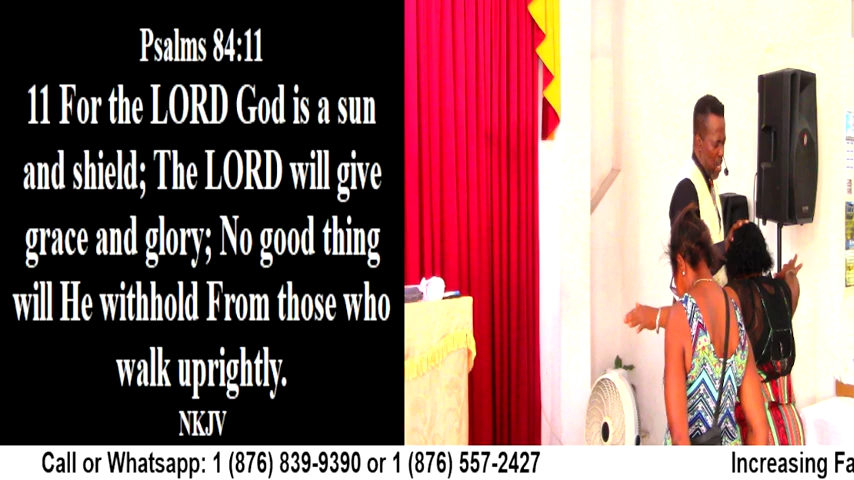 Psalms 84:11
11 For the LORD God is a sun
and shield; The LORD will give
grace and glory; No good thing
will He withhold From those who
walk uprightly.
NKJV
Call or Whatsapp: 1 (876) 839-9390 or 1 (876) 557-2427
Increasing